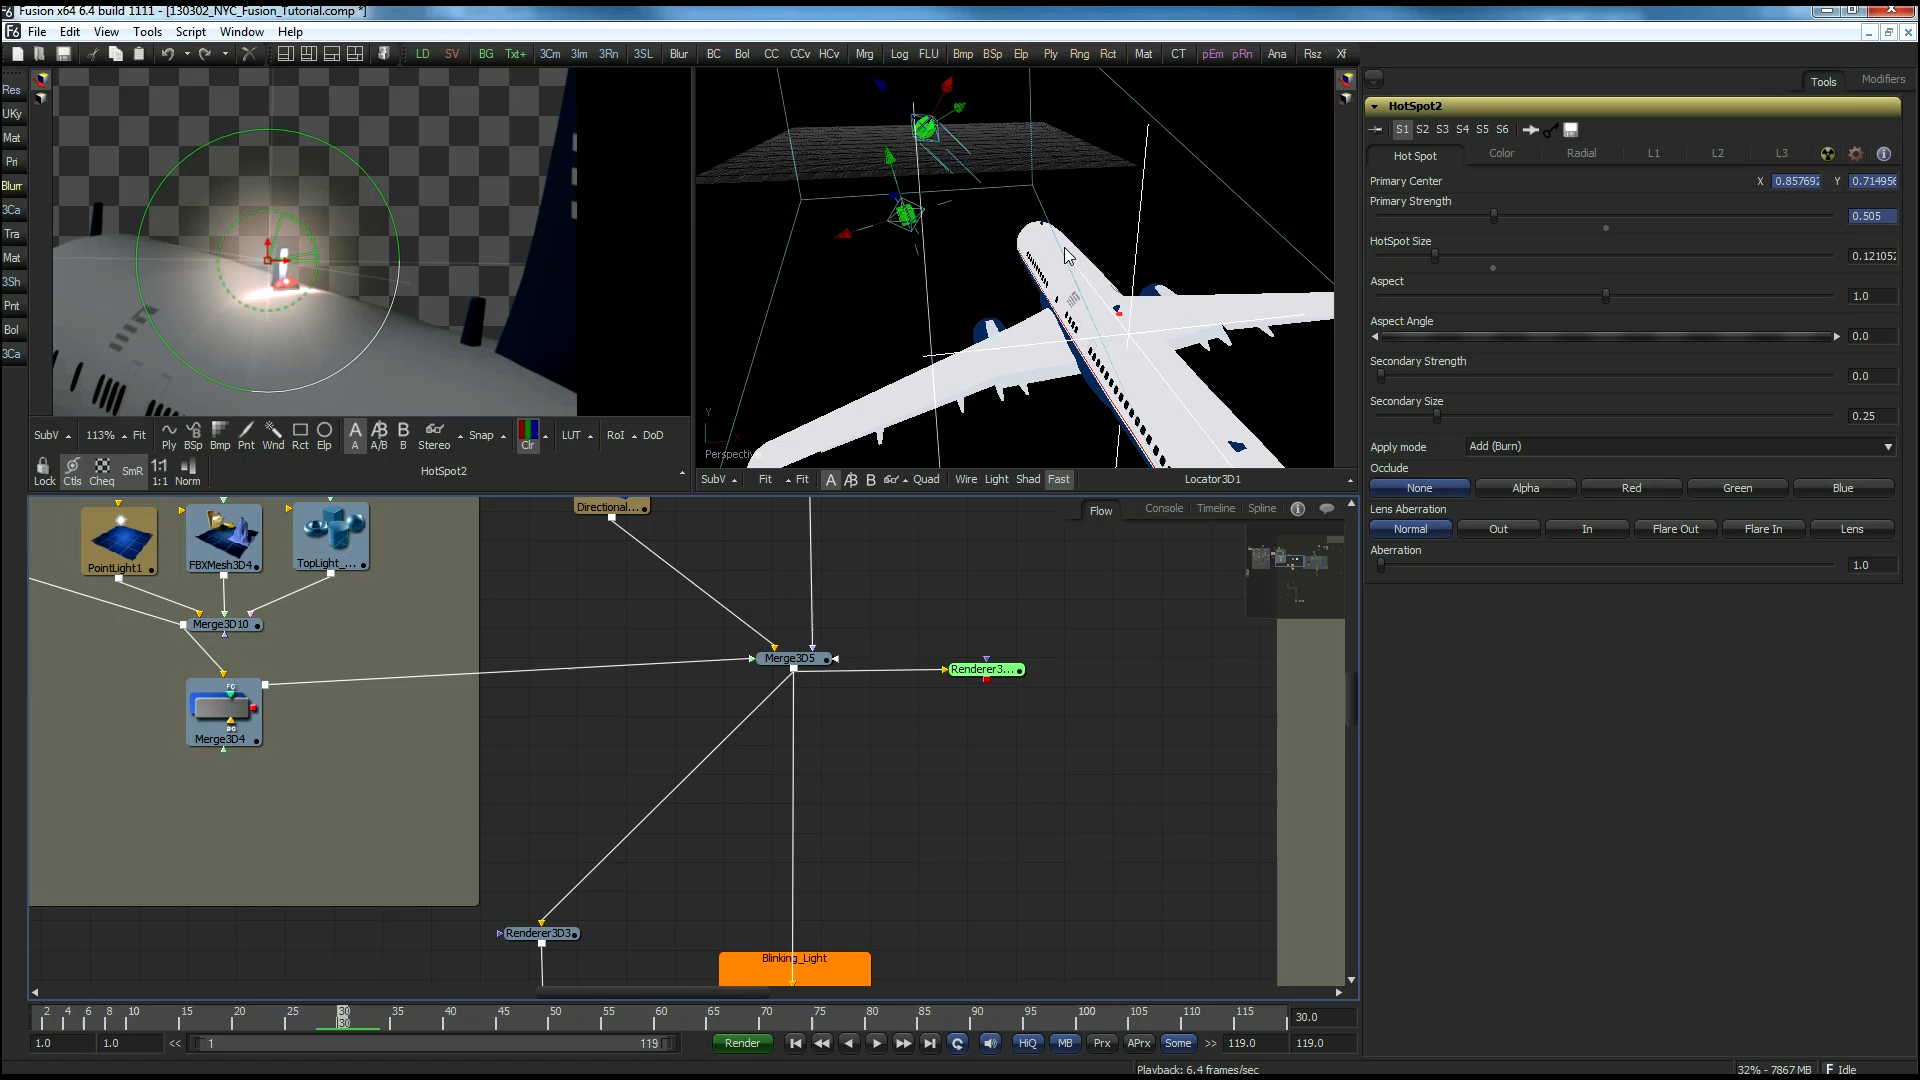 Fusion x64 6.4 build 1111 - [130302_NYC_Fusion_Tutorial.comp *]
File Edit View Tools Script Window Help
LD SV BG Txt+ 3Cm 3Im 3Rn 3SL Blur BC Bol CC CCv HCv Mrg Log FLU Bmp BSp Elp Ply Rng Rct Mat CT pEm pRn Ana Rsz Xf
Res
UKy
Mat
Pri
Blurr
3Ca
Tra
Mat
3Sh
Pnt
Bol
3Ca
Y
X
Perspective
SubV 113% Fit Ply BSp Bmp Pnt Wnd Rct Elp A A A/B B Stereo Snap Clr LUT RoI DoD
Lock Ctls Cheq SmR 1:1 1:1 Norm HotSpot2
SubV Fit Fit A B Quad Wire Light Shad Fast Locator3D1
Tools Modifiers
HotSpot2
S1 S2 S3 S4 S5 S6
Hot Spot Color Radial L1 L2 L3
Primary Center X 0.857692 Y 0.714956
Primary Strength
0.505
HotSpot Size
0.121052
Aspect
1.0
Aspect Angle
0.0
Secondary Strength
0.0
Secondary Size
0.25
Apply mode Add (Burn)
Occlude
None Alpha Red Green Blue
Lens Aberration
Normal Out In Flare Out Flare In Lens
Aberration
1.0
Flow Console Timeline Spline
Directional...
PointLight1
FBXMesh3D4
TopLight_...
Merge3D10
FG
BG
Merge3D4
Merge3D5
Renderer3...
Renderer3D3
Blinking_Light
2 4 6 8 10 15 20 25 30 35 40 45 50 55 60 65 70 75 80 85 90 95 100 105 110 115
30
30.0
1.0 1.0 << 1 119 Render HiQ MB Prx APrx Some >> 119.0 119.0
Playback: 6.4 frames/sec 32% - 7867 MB Idle